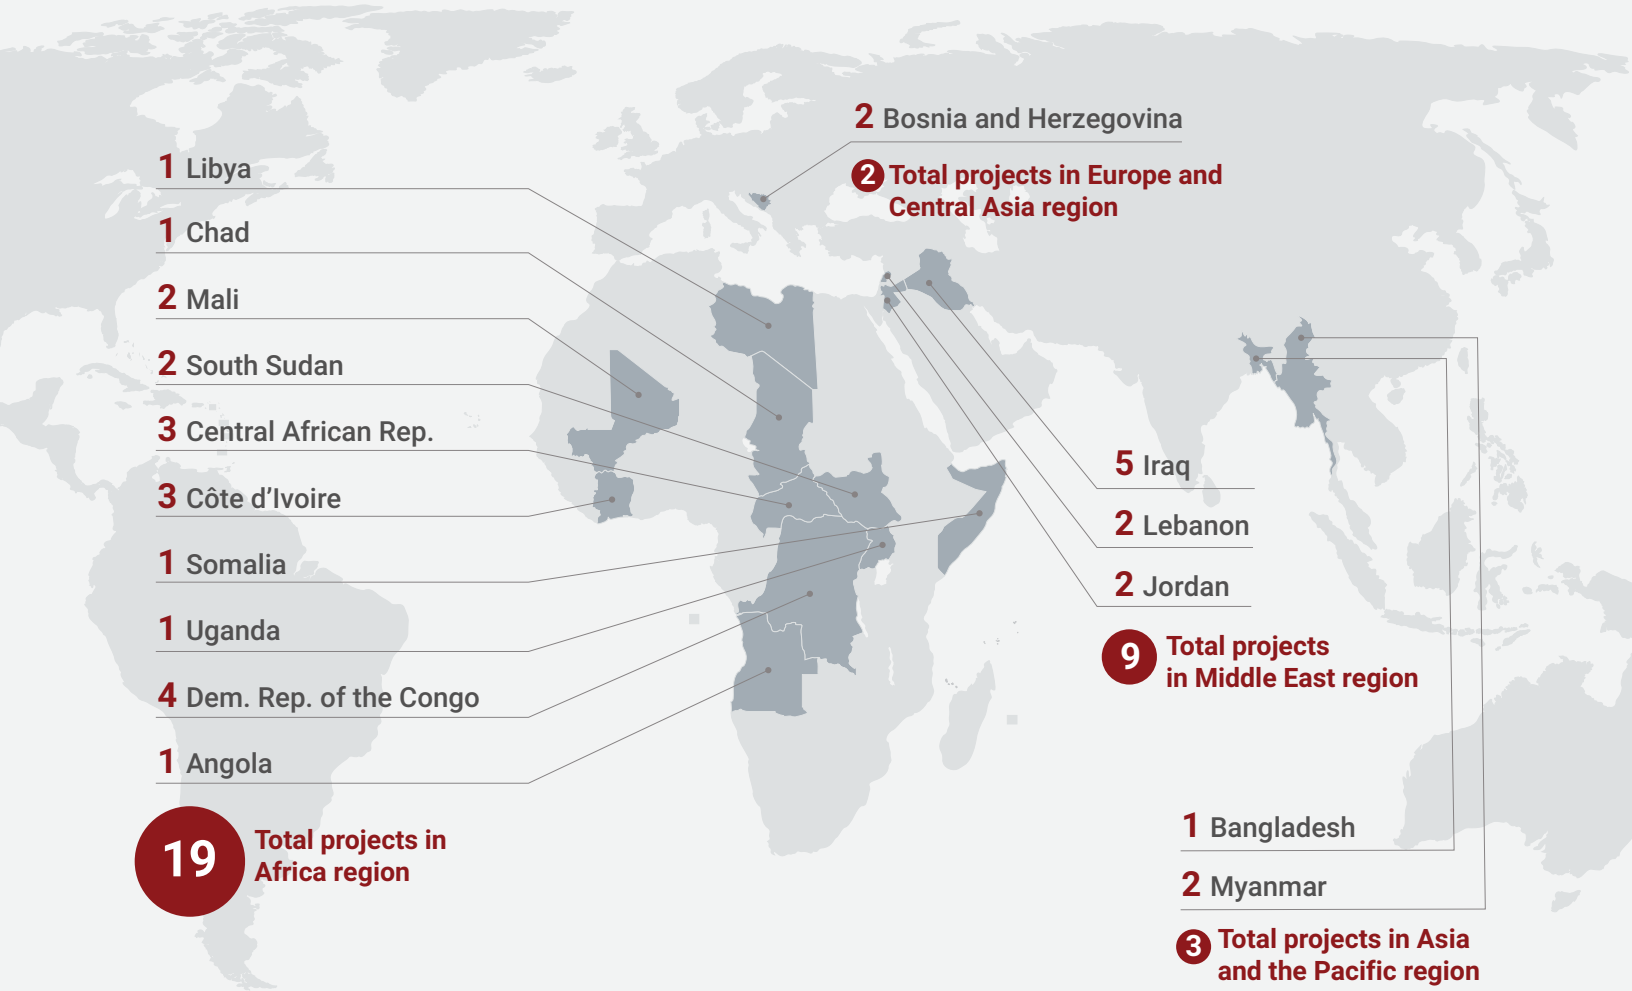 1 Libya
1 Chad
2 Mali
2 South Sudan
3 Central African Rep.
3 Côte d’Ivoire
1 Somalia
1 Uganda
4 Dem. Rep. of the Congo
1 Angola
19 Total projects in
Africa region
2 Bosnia and Herzegovina
2 Total projects in Europe and
Central Asia region
5 Iraq
2 Lebanon
2 Jordan
9 Total projects
in Middle East region
1 Bangladesh
2 Myanmar
3 Total projects in Asia
and the Pacific region